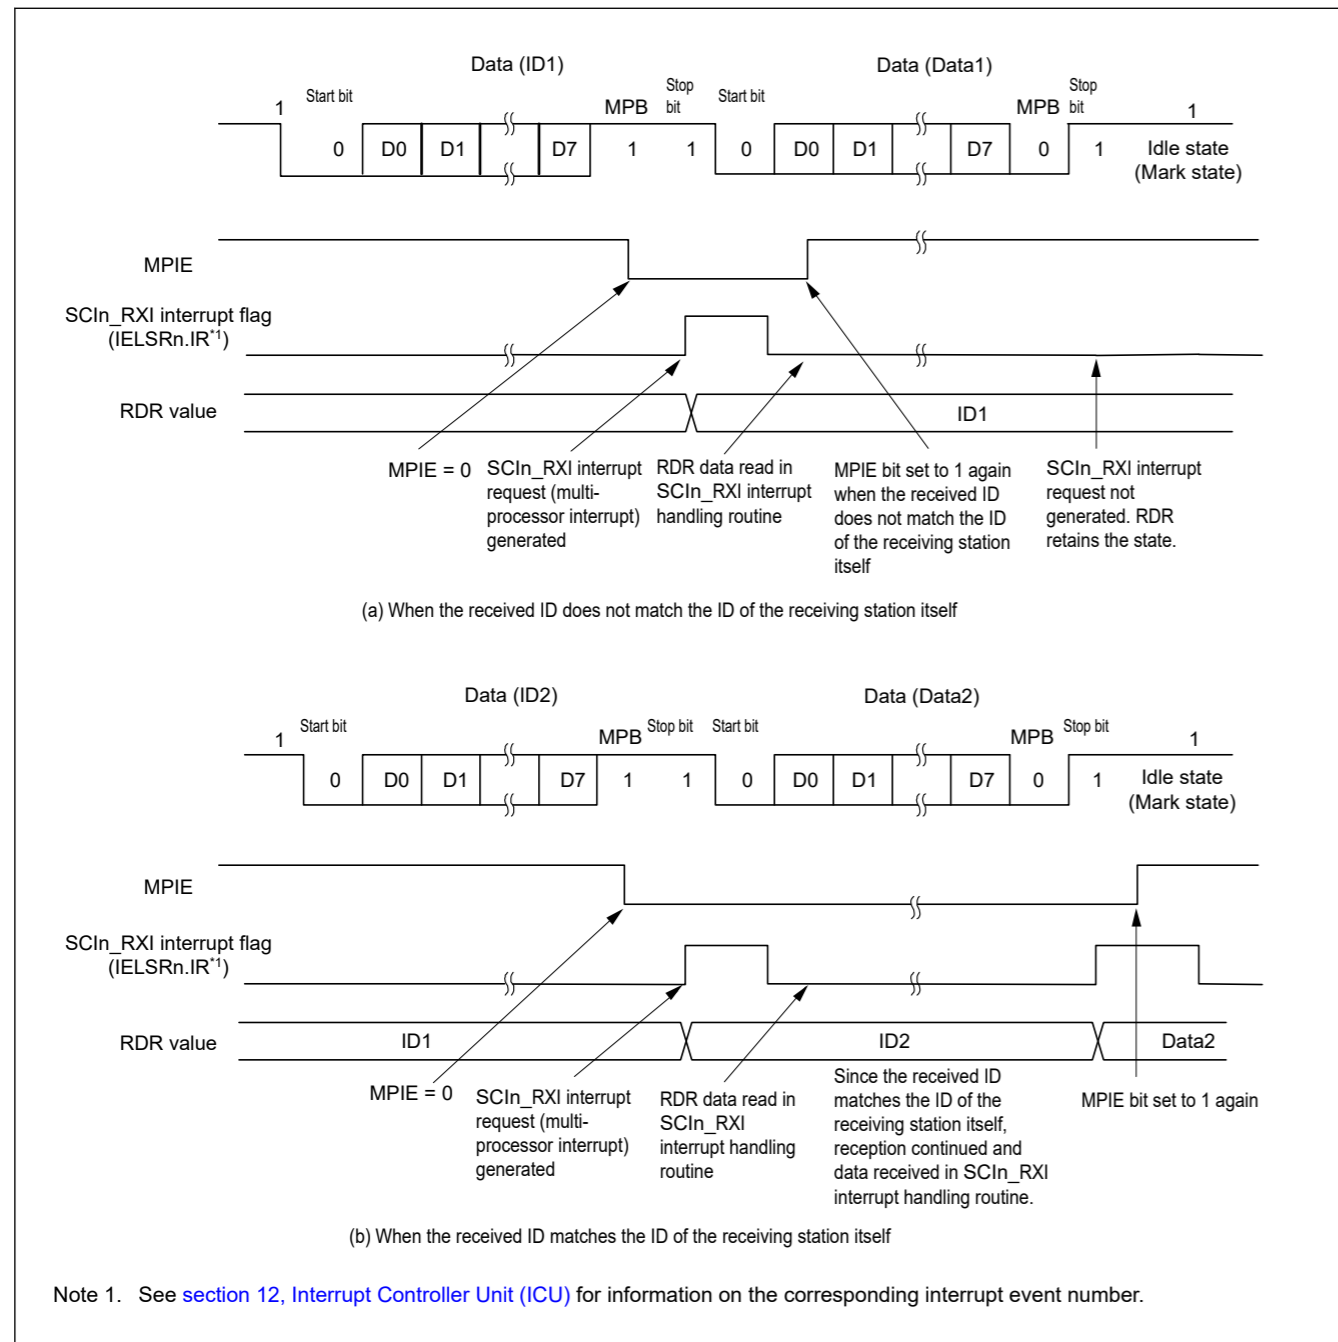 Data (ID1) Data (Data1)
1 Start bit MPB Stop bit Start bit MPB Stop bit 1
0 D0 D1 D7 1 1 0 D0 D1 D7 0 1 Idle state
(Mark state)
MPIE
SCIn_RXI interrupt flag
(IELSRn.IR*1)
RDR value ID1
MPIE = 0
SCIn_RXI interrupt
request (multi-
processor interrupt)
generated
RDR data read in
SCIn_RXI interrupt
handling routine
MPIE bit set to 1 again
when the received ID
does not match the ID
of the receiving station
itself
SCIn_RXI interrupt
request not
generated. RDR
retains the state.
(a) When the received ID does not match the ID of the receiving station itself
Data (ID2) Data (Data2)
1 Start bit MPB Stop bit Start bit MPB Stop bit 1
0 D0 D1 D7 1 1 0 D0 D1 D7 0 1 Idle state
(Mark state)
MPIE
SCIn_RXI interrupt flag
(IELSRn.IR*1)
RDR value ID1 ID2 Data2
MPIE = 0
SCIn_RXI interrupt
request (multi-
processor interrupt)
generated
RDR data read in
SCIn_RXI
interrupt handling
routine
Since the received ID
matches the ID of the
receiving station itself,
reception continued and
data received in SCIn_RXI
interrupt handling routine.
MPIE bit set to 1 again
(b) When the received ID matches the ID of the receiving station itself
Note 1. See section 12, Interrupt Controller Unit (ICU) for information on the corresponding interrupt event number.